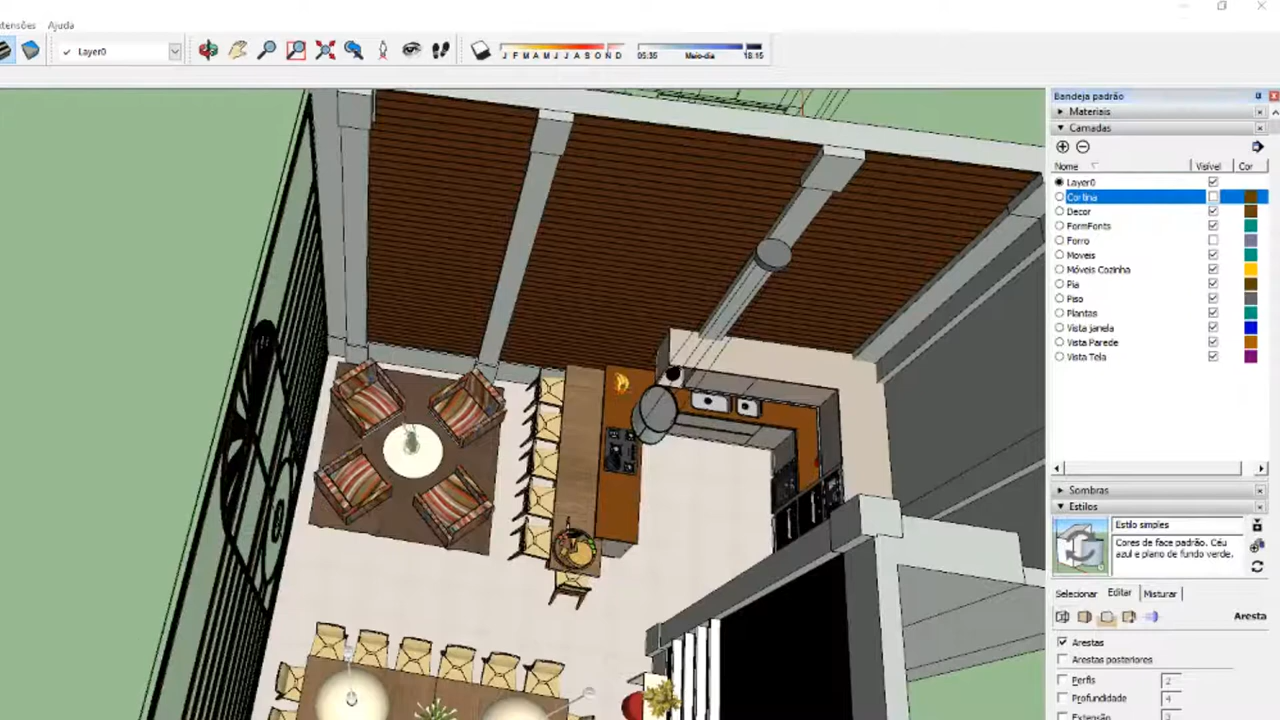 tensões Ajuda
Layer0
J F M A M J J A S O N D
05:35 Meio-dia 18:15
Bandeja padrão
Materiais
Camadas
Nome Visível Cor
Layer0
Cortina
Decor
FormFonts
Forro
Moveis
Móveis Cozinha
Pia
Piso
Plantas
Vista janela
Vista Parede
Vista Tela
Sombras
Estilos
Estilo simples
Cores de face padrão. Céu
azul e plano de fundo verde.
Selecionar Editar Misturar
Aresta
Arestas
Arestas posteriores
Perfis 2
Profundidade 4
Extensão